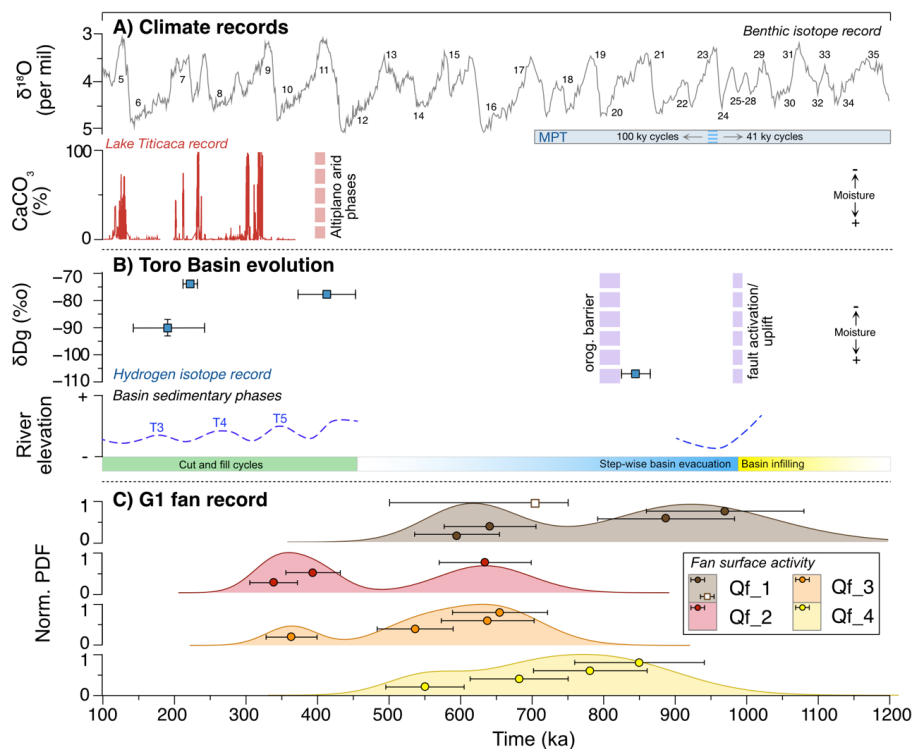 A) Climate records
Benthic isotope record
δ¹⁸O
(per mil)
3
4
5
5
6
7
8
9
10
11
12
13
14
15
16
17
18
19
20
21
22
23
24
25-28
29
30
31
32
33
34
35
MPT
100 ky cycles
41 ky cycles
Lake Titicaca record
CaCO₃
(%)
100
50
0
Altiplano arid
phases
-
Moisture
+
B) Toro Basin evolution
δDg (%o)
−70
−80
−90
−100
−110
orog. barrier
fault activation/
uplift
-
Moisture
+
Hydrogen isotope record
Basin sedimentary phases
River
elevation
+
-
T3
T4
T5
Cut and fill cycles
Step-wise basin evacuation
Basin infilling
C) G1 fan record
Norm. PDF
1
0
1
0
1
0
1
0
Fan surface activity
Qf_1
Qf_3
Qf_2
Qf_4
100
200
300
400
500
600
700
800
900
1000
1100
1200
Time (ka)